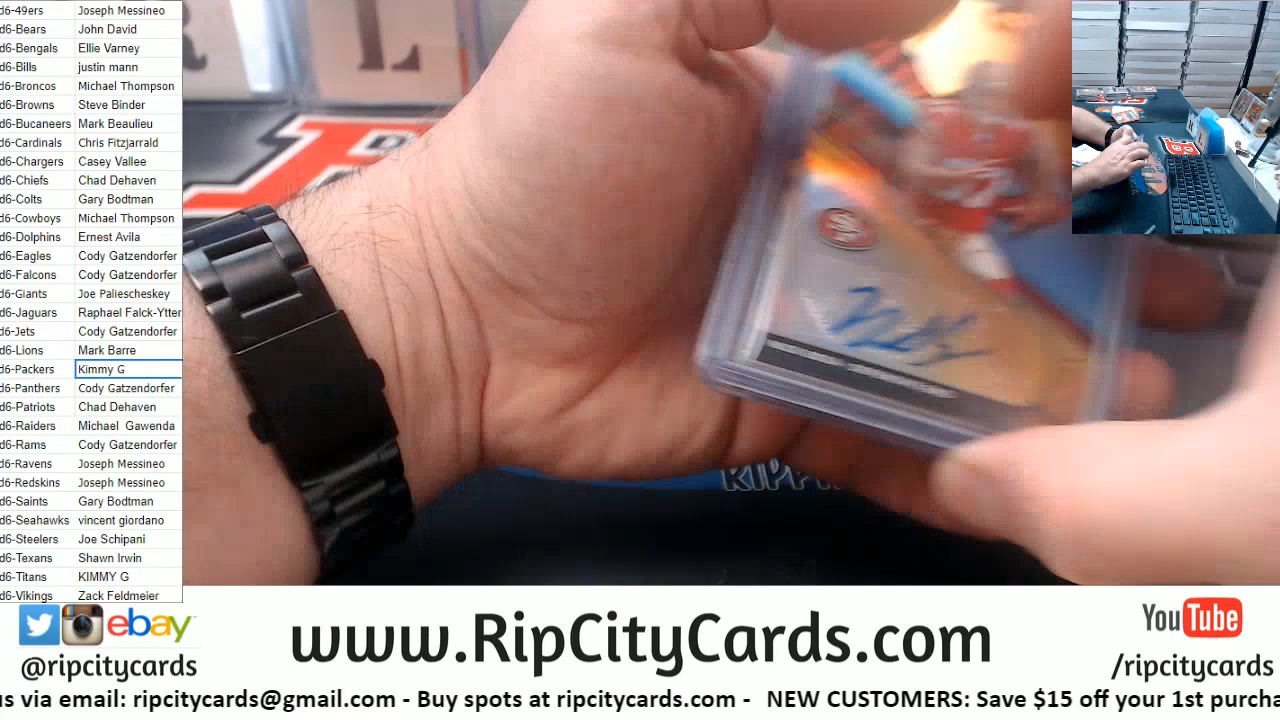 d6-49ers Joseph Messineo
d6-Bears John David
d6-Bengals Ellie Varney
d6-Bills justin mann
d6-Broncos Michael Thompson
d6-Browns Steve Binder
d6-Bucaneers Mark Beaulieu
d6-Cardinals Chris Fitzjarrald
d6-Chargers Casey Vallee
d6-Chiefs Chad Dehaven
d6-Colts Gary Bodtman
d6-Cowboys Michael Thompson
d6-Dolphins Ernest Avila
d6-Eagles Cody Gatzendorfer
d6-Falcons Cody Gatzendorfer
d6-Giants Joe Paliescheskey
d6-Jaguars Raphael Falck-Ytter
d6-Jets Cody Gatzendorfer
d6-Lions Mark Barre
d6-Packers Kimmy G
d6-Panthers Cody Gatzendorfer
d6-Patriots Chad Dehaven
d6-Raiders Michael Gawenda
d6-Rams Cody Gatzendorfer
d6-Ravens Joseph Messineo
d6-Redskins Joseph Messineo
d6-Saints Gary Bodtman
d6-Seahawks vincent giordano
d6-Steelers Joe Schipani
d6-Texans Shawn Irwin
d6-Titans KIMMY G
d6-Vikings Zack Feldmeier
R L
SF
RIPPI
ebay
@ripcitycards
www.RipCityCards.com
YouTube
/ripcitycards
us via email: ripcitycards@gmail.com - Buy spots at ripcitycards.com - NEW CUSTOMERS: Save $15 off your 1st purcha